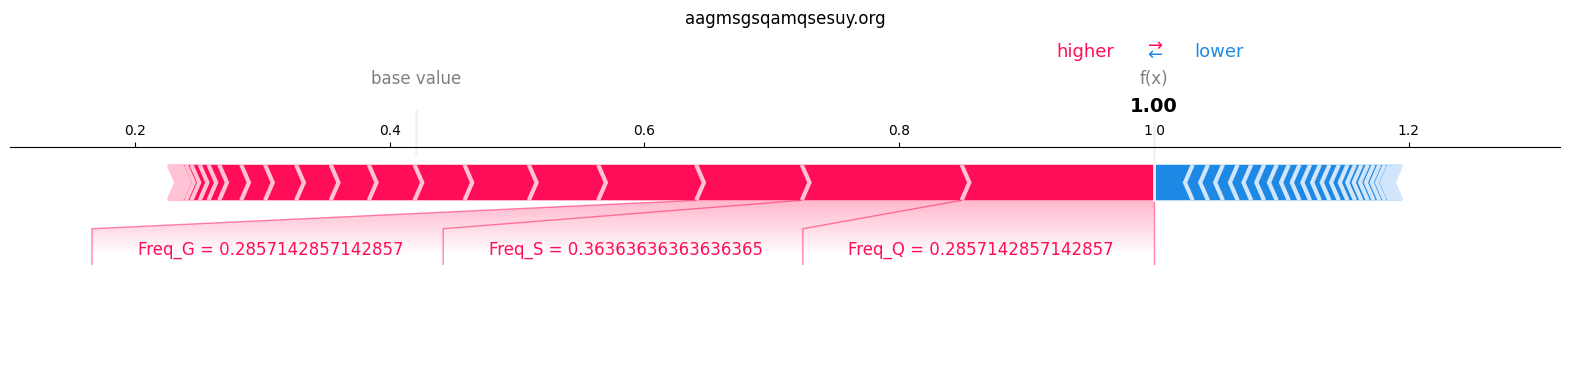 aagmsgsqamqsesuy.org
higher → ← lower
base value f(x)
1.00
0.2 0.4 0.6 0.8 1 0 1.2
Freq_G = 0.2857142857142857 Freq_S = 0.36363636363636365 Freq_Q = 0.2857142857142857